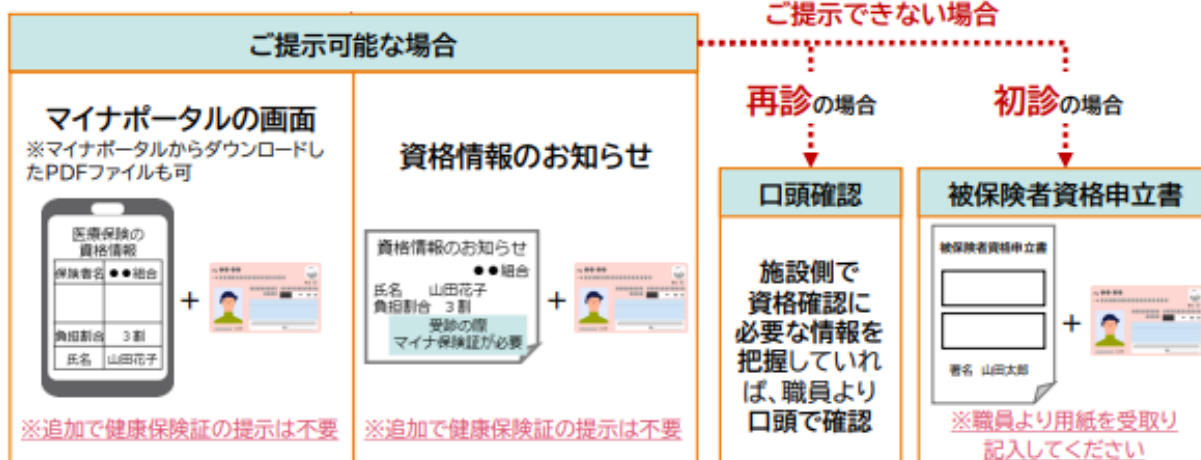 ご提示できない場合
ご提示可能な場合
マイナポータルの画面
※マイナポータルからダウンロードし
たPDFファイルも可
医療保険の
資格情報
保険者名 ●●組合
負担割合 3割
氏名 山田花子
+
※追加で健康保険証の提示は不要
資格情報のお知らせ
資格情報のお知らせ
●●組合
氏名 山田花子
負担割合 3割
受診の際
マイナ保険証が必要
+
※追加で健康保険証の提示は不要
再診の場合
口頭確認
施設側で
資格確認に
必要な情報を
把握していれ
ば、職員より
口頭で確認
初診の場合
被保険者資格申立書
被保険者資格申立書
署名 山田太郎
+
※職員より用紙を受取り
記入してください